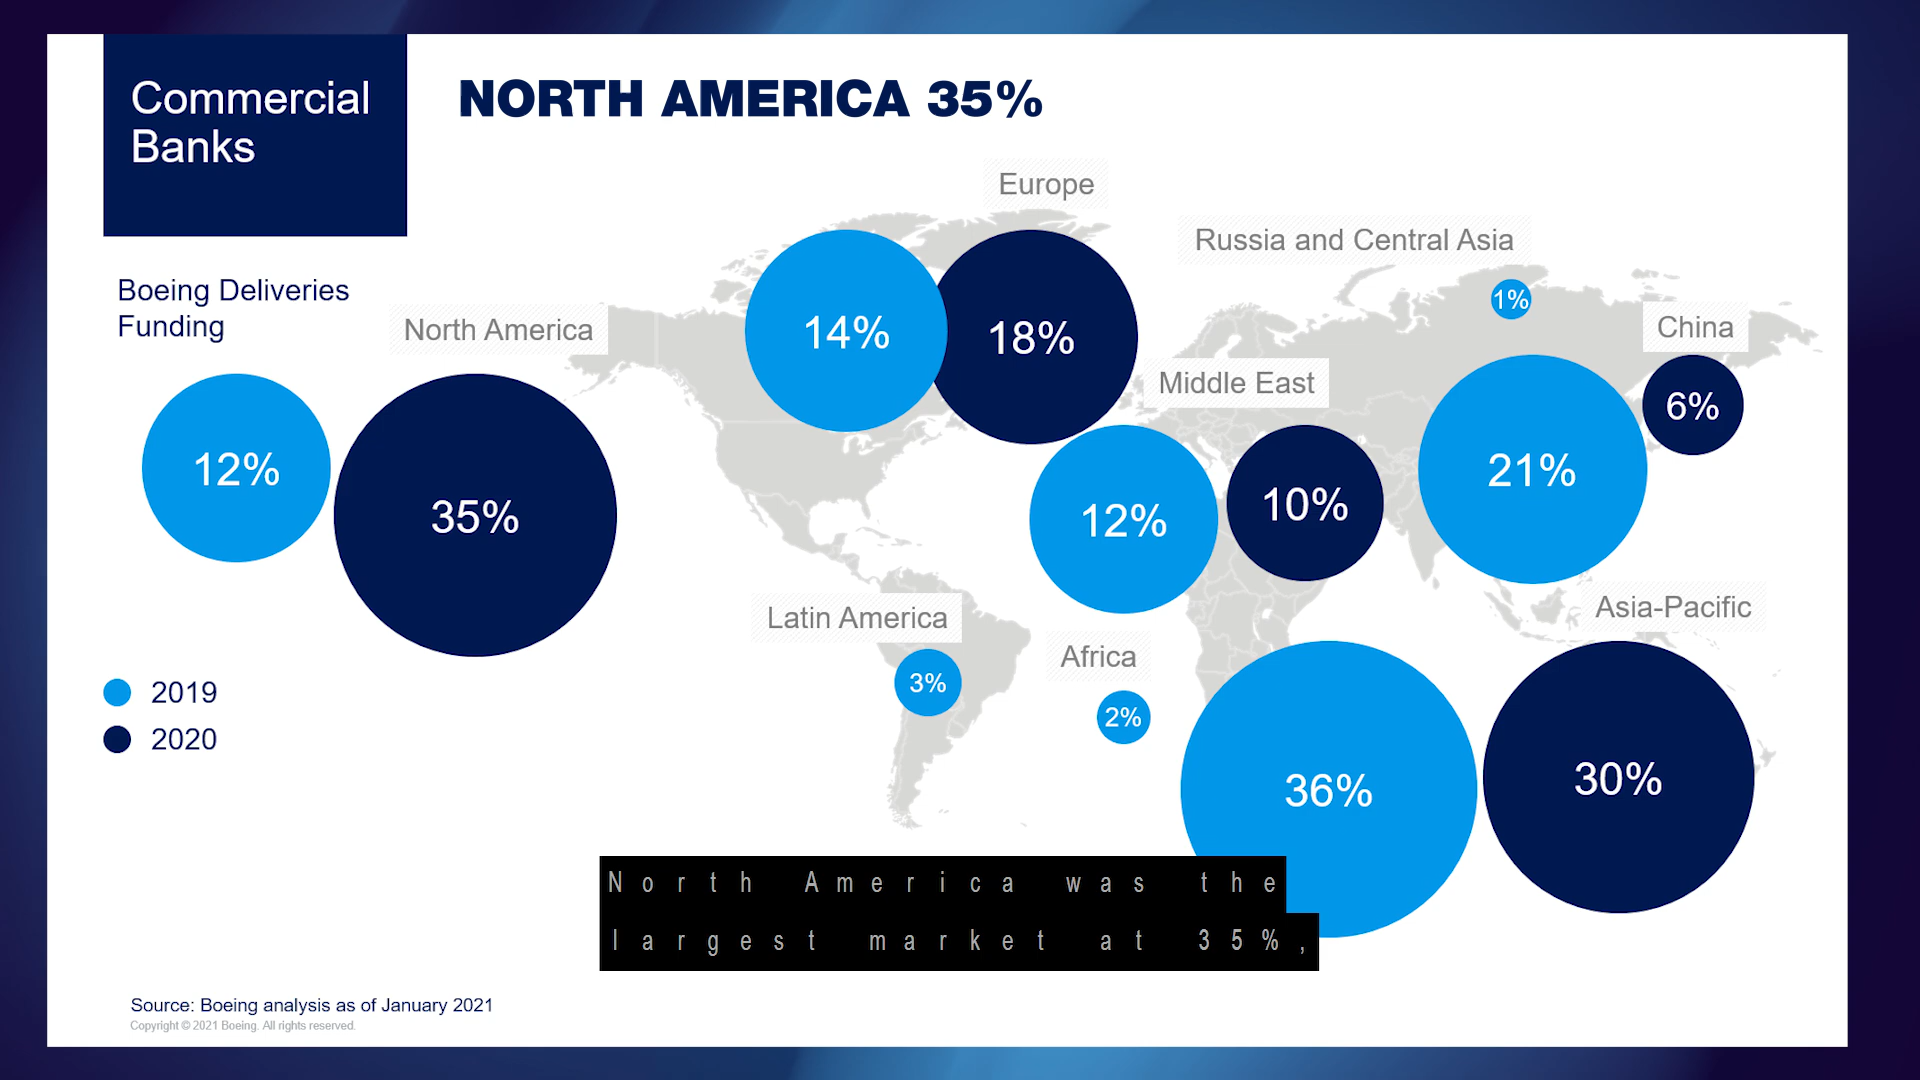 Commercial
Banks
NORTH AMERICA 35%
Boeing Deliveries
Funding
North America
12%
35%
Europe
14%
18%
Russia and Central Asia
1%
China
21%
6%
Middle East
12%
10%
Latin America
3%
Africa
2%
Asia-Pacific
36%
30%
2019
2020
North America was the
largest market at 35%,
Source: Boeing analysis as of January 2021
Copyright © 2021 Boeing. All rights reserved.